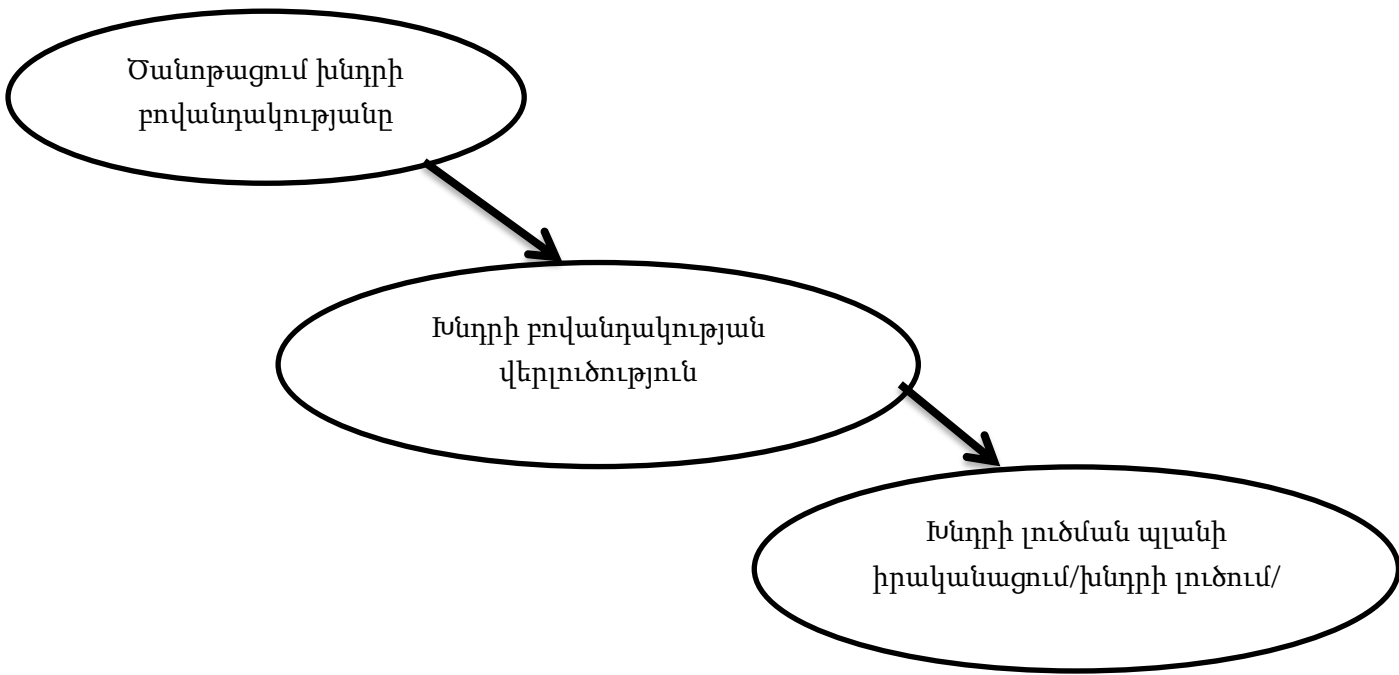 Ծանոթացում խնդրի
բովանդակությանը
Խնդրի բովանդակության
վերլուծություն
Խնդրի լուծման պլանի
իրականացում/խնդրի լուծում/